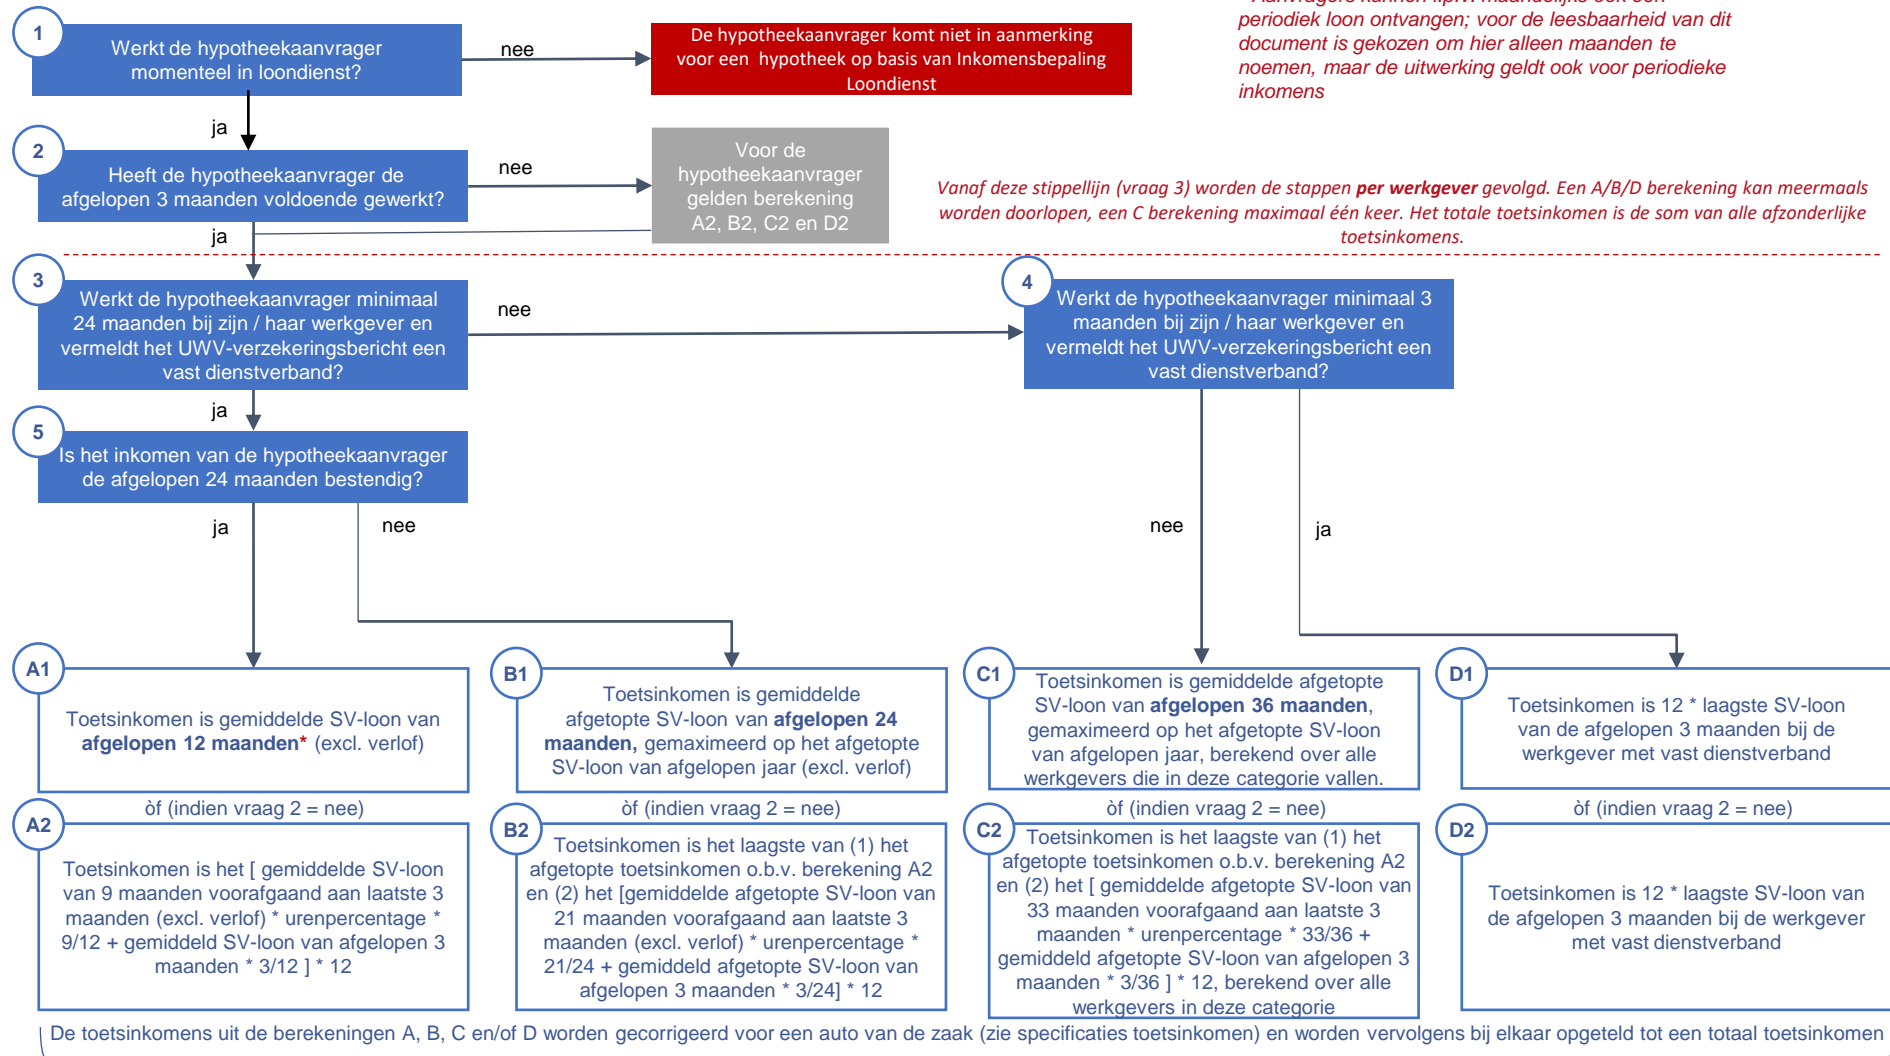 * Aanvragers kunnen i.p.v. maandelijks ook een
periodiek loon ontvangen; voor de leesbaarheid van dit
document is gekozen om hier alleen maanden te
noemen, maar de uitwerking geldt ook voor periodieke
inkomens
1
Werkt de hypotheekaanvrager
momenteel in loondienst?
nee
De hypotheekaanvrager komt niet in aanmerking
voor een hypotheek op basis van Inkomensbepaling
Loondienst
ja
2
Heeft de hypotheekaanvrager de
afgelopen 3 maanden voldoende gewerkt?
nee
Voor de
hypotheekaanvrager
gelden berekening
A2, B2, C2 en D2
ja
Vanaf deze stippellijn (vraag 3) worden de stappen per werkgever gevolgd. Een A/B/D berekening kan meermaals
worden doorlopen, een C berekening maximaal één keer. Het totale toetsinkomen is de som van alle afzonderlijke
toetsinkomens.
3
Werkt de hypotheekaanvrager minimaal
24 maanden bij zijn / haar werkgever en
vermeldt het UWV-verzekeringsbericht een
vast dienstverband?
nee
4
Werkt de hypotheekaanvrager minimaal 3
maanden bij zijn / haar werkgever en
vermeldt het UWV-verzekeringsbericht een
vast dienstverband?
ja
5
Is het inkomen van de hypotheekaanvrager
de afgelopen 24 maanden bestendig?
ja
nee
nee
ja
A1
Toetsinkomen is gemiddelde SV-loon van
afgelopen 12 maanden* (excl. verlof)
B1
Toetsinkomen is gemiddelde
afgetopte SV-loon van afgelopen 24
maanden, gemaximeerd op het afgetopte
SV-loon van afgelopen jaar (excl. verlof)
C1
Toetsinkomen is gemiddelde afgetopte
SV-loon van afgelopen 36 maanden,
gemaximeerd op het afgetopte SV-loon
van afgelopen jaar, berekend over alle
werkgevers die in deze categorie vallen.
D1
Toetsinkomen is 12 * laagste SV-loon
van de afgelopen 3 maanden bij de
werkgever met vast dienstverband
òf (indien vraag 2 = nee)
òf (indien vraag 2 = nee)
òf (indien vraag 2 = nee)
òf (indien vraag 2 = nee)
A2
Toetsinkomen is het [ gemiddelde SV-loon
van 9 maanden voorafgaand aan laatste 3
maanden (excl. verlof) * urenpercentage *
9/12 + gemiddeld SV-loon van afgelopen 3
maanden * 3/12 ] * 12
B2
Toetsinkomen is het laagste van (1) het
afgetopte toetsinkomen o.b.v. berekening A2
en (2) het [gemiddelde afgetopte SV-loon van
21 maanden voorafgaand aan laatste 3
maanden (excl. verlof) * urenpercentage *
21/24 + gemiddeld afgetopte SV-loon van
afgelopen 3 maanden * 3/24] * 12
C2
Toetsinkomen is het laagste van (1) het
afgetopte toetsinkomen o.b.v. berekening A2
en (2) het [ gemiddelde afgetopte SV-loon van
33 maanden voorafgaand aan laatste 3
maanden * urenpercentage * 33/36 +
gemiddeld afgetopte SV-loon van afgelopen 3
maanden * 3/36 ] * 12, berekend over alle
werkgevers in deze categorie
D2
Toetsinkomen is 12 * laagste SV-loon van
de afgelopen 3 maanden bij de werkgever
met vast dienstverband
De toetsinkomens uit de berekeningen A, B, C en/of D worden gecorrigeerd voor een auto van de zaak (zie specificaties toetsinkomen) en worden vervolgens bij elkaar opgeteld tot een totaal toetsinkomen